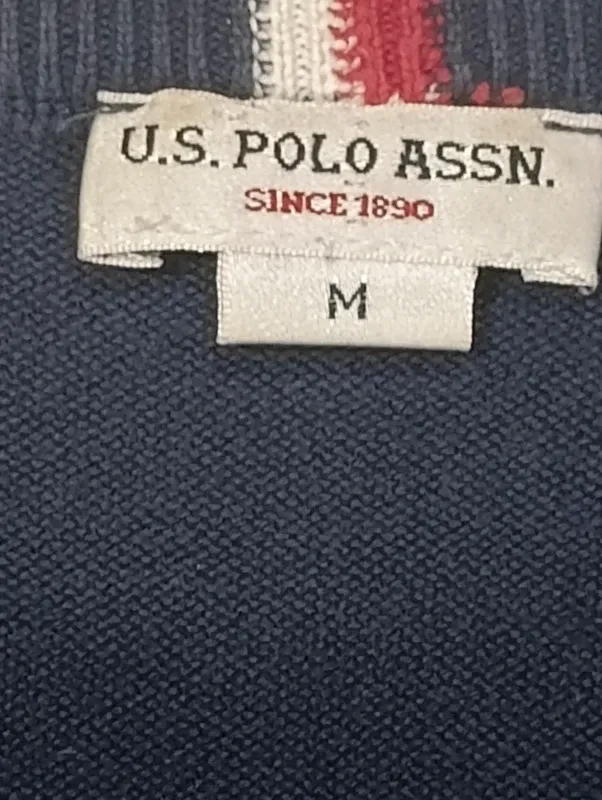 U.S. POLO ASSN.
SINCE 1890
M